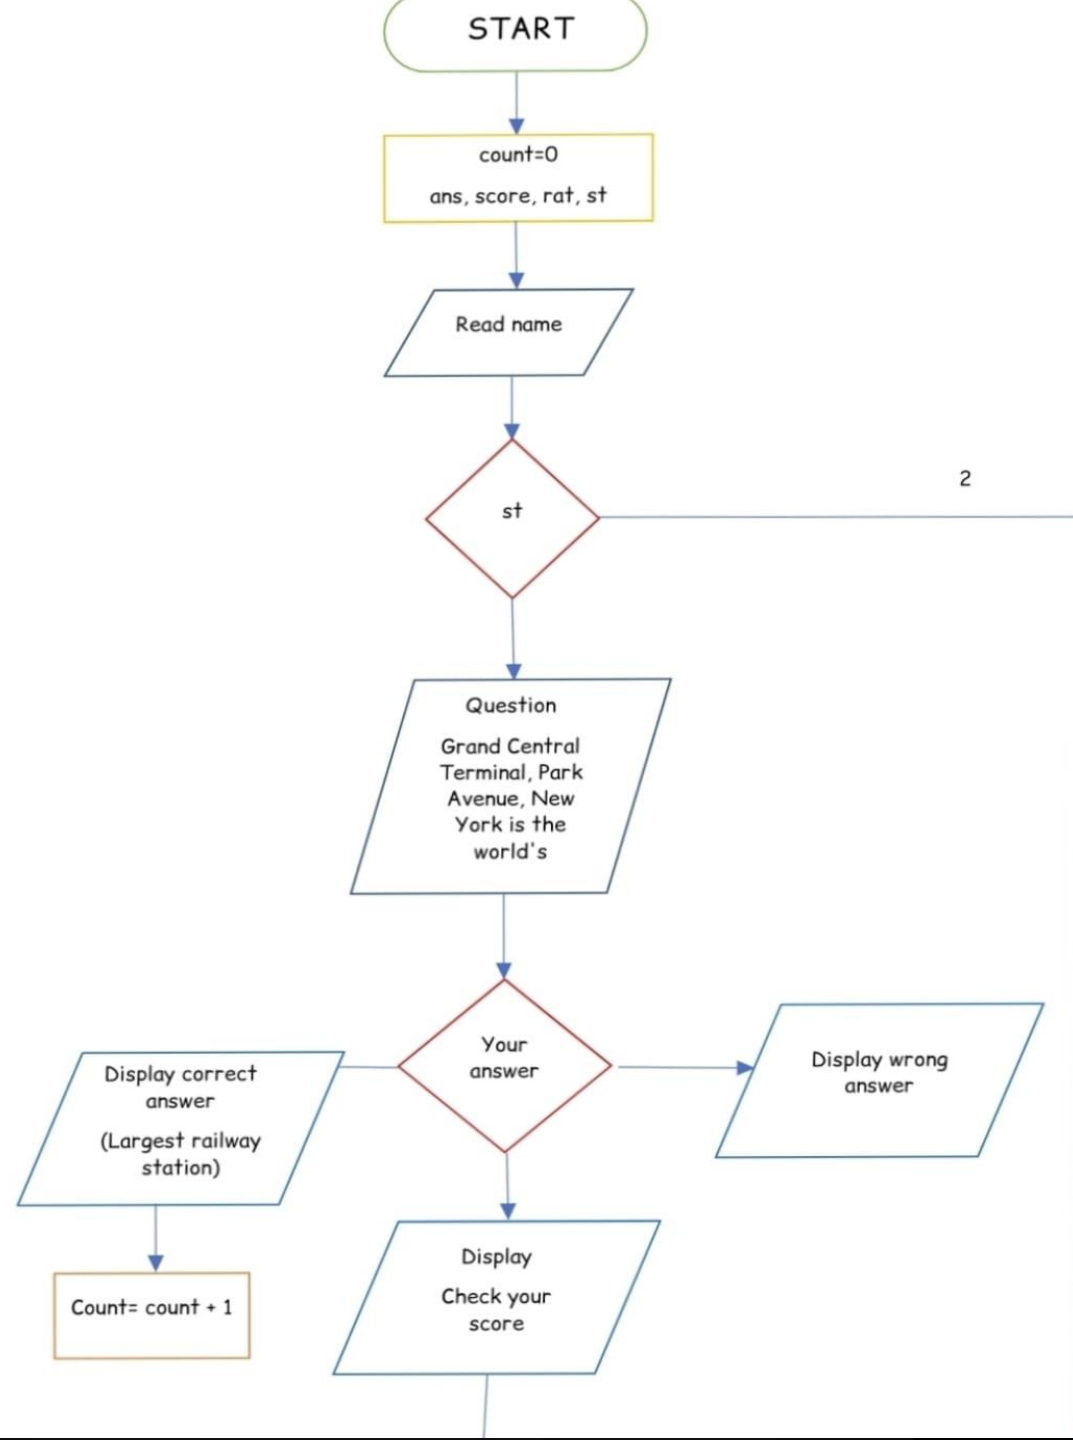 START
count=0
ans, score, rat, st
Read name
st
2
Question
Grand Central
Terminal, Park
Avenue, New
York is the
world's
Your
answer
Display correct
answer
(Largest railway
station)
Display wrong
answer
Count= count + 1
Display
Check your
score